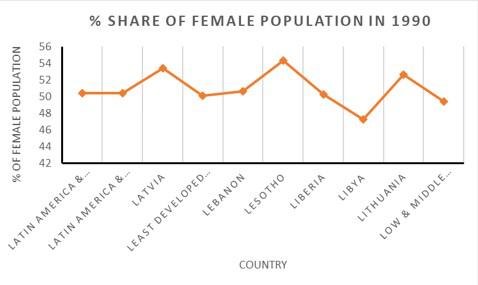 % SHARE OF FEMALE POPULATION IN 1990
% OF FEMALE POPULATION
56
54
52
50
48
46
44
42
LATIN AMERICA &...
LATIN AMERICA &...
LATVIA
LEAST DEVELOPED...
LEBANON
LESOTHO
LIBERIA
LIBYA
LITHUANIA
LOW & MIDDLE...
COUNTRY